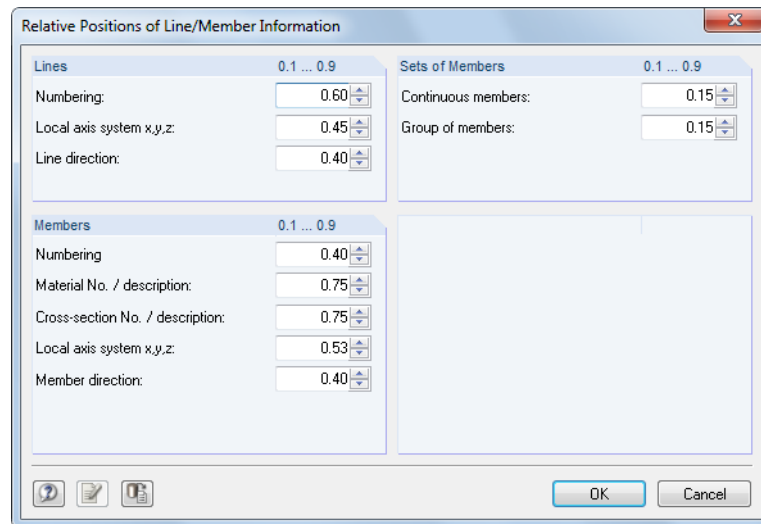 Relative Positions of Line/Member Information
Lines 0.1 ... 0.9
Numbering: 0.60
Local axis system x,y,z: 0.45
Line direction: 0.40
Sets of Members 0.1 ... 0.9
Continuous members: 0.15
Group of members: 0.15
Members 0.1 ... 0.9
Numbering 0.40
Material No. / description: 0.75
Cross-section No. / description: 0.75
Local axis system x,y,z: 0.53
Member direction: 0.40
OK Cancel